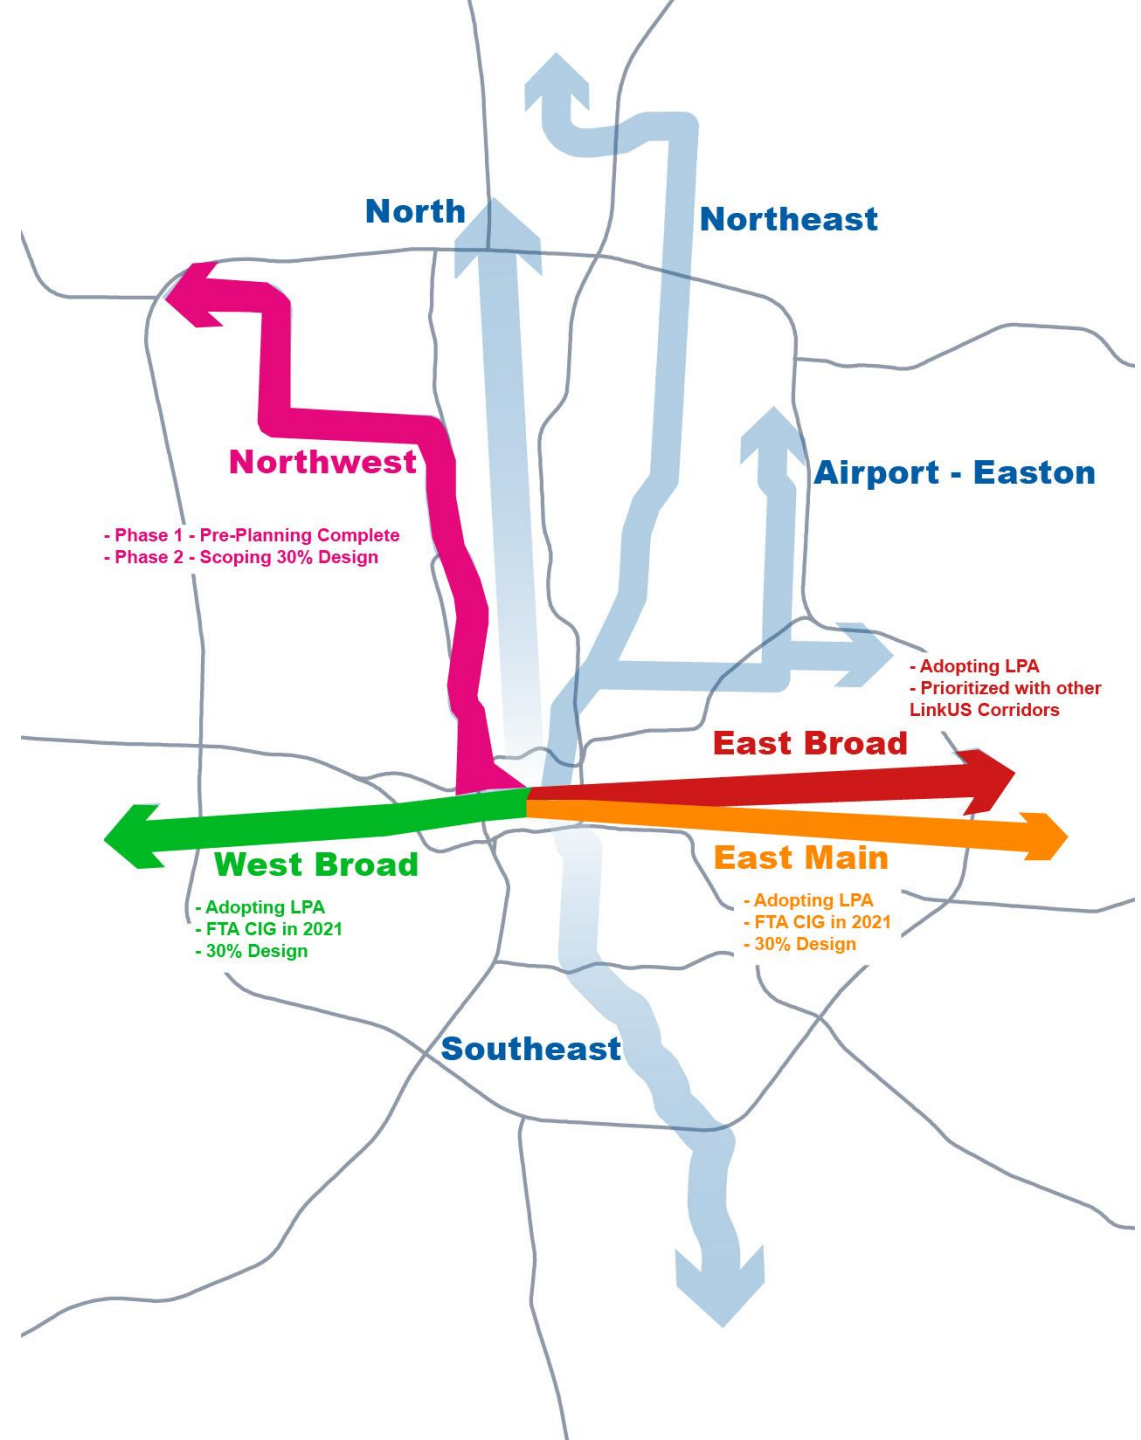 North
Northeast
Northwest
Airport - Easton
- Phase 1 - Pre-Planning Complete
- Phase 2 - Scoping 30% Design
- Adopting LPA
- Prioritized with other
LinkUS Corridors
East Broad
West Broad
East Main
- Adopting LPA
- FTA CIG in 2021
- 30% Design
- Adopting LPA
- FTA CIG in 2021
- 30% Design
Southeast